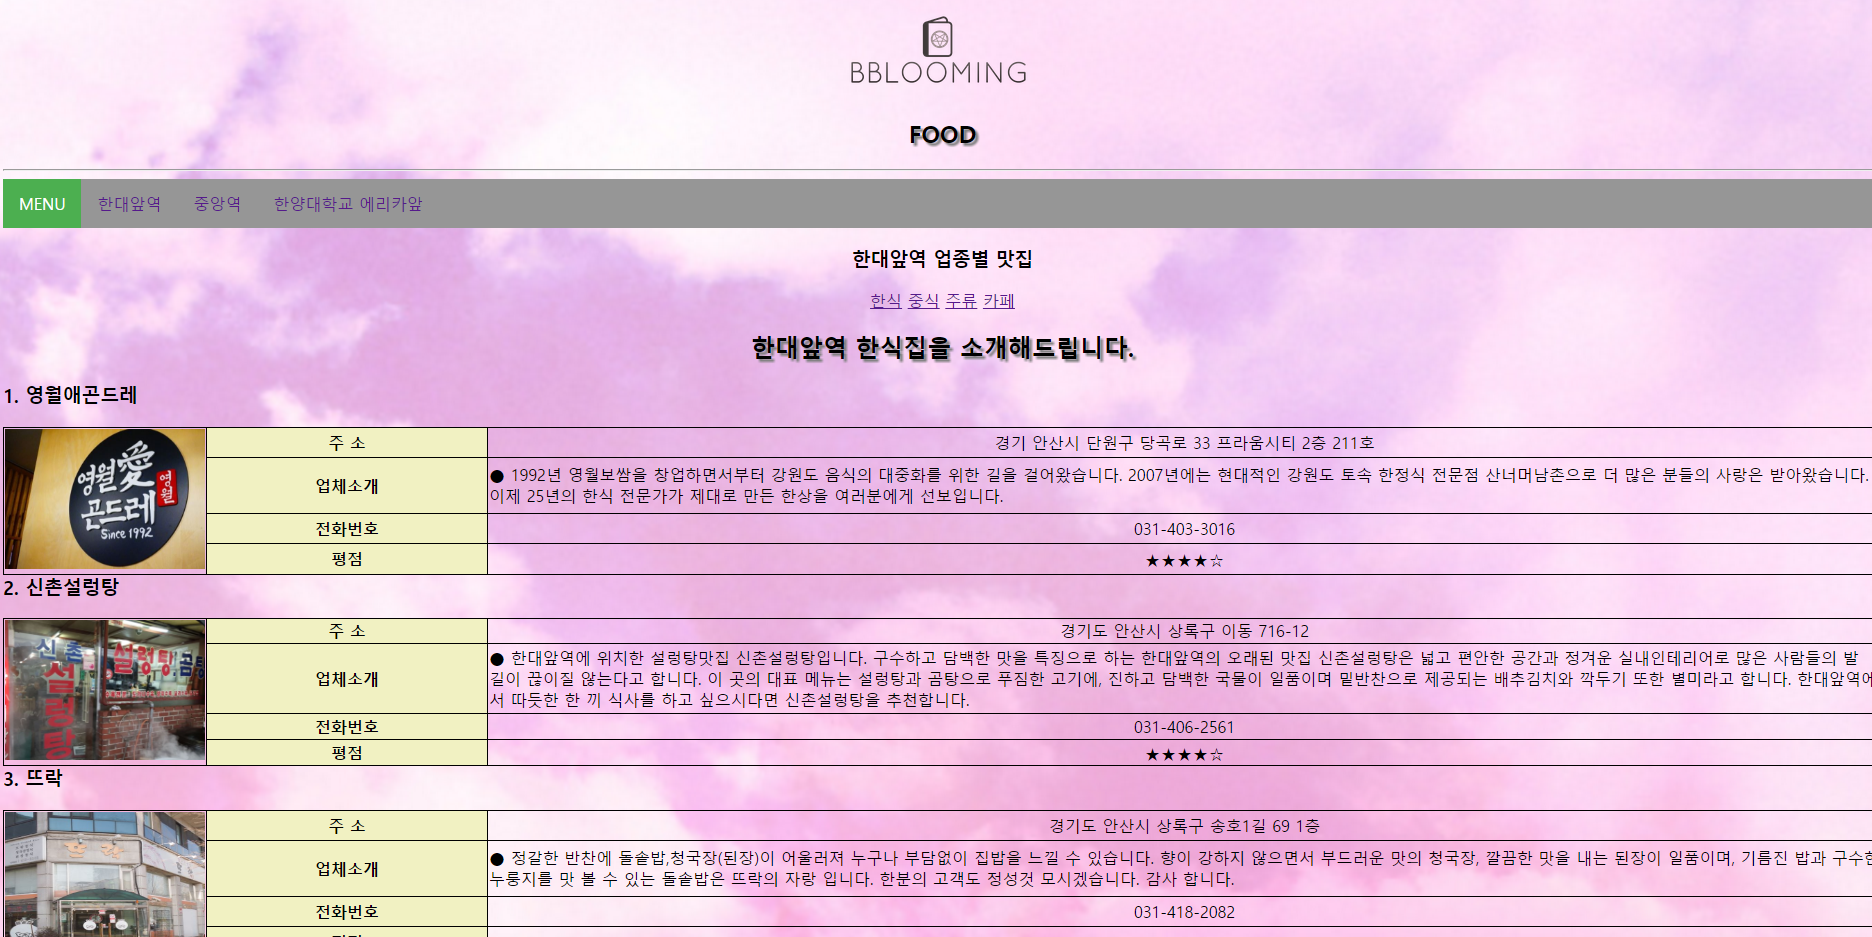 BBLOOMING
FOOD
MENU 한대앞역 중앙역 한양대학교 에리카앞
한대앞역 업종별 맛집
한식 중식 주류 카페
한대앞역 한식집을 소개해드립니다.
1. 영월애곤드레
영월愛
곤드레
영월
Since 1992
주 소 경기 안산시 단원구 당곡로 33 프라움시티 2층 211호
업체소개
● 1992년 영월보쌈을 창업하면서부터 강원도 음식의 대중화를 위한 길을 걸어왔습니다. 2007년에는 현대적인 강원도 토속 한정식 전문점 산너머남촌으로 더 많은 분들의 사랑은 받아왔습니다.
이제 25년의 한식 전문가가 제대로 만든 한상을 여러분에게 선보입니다.
전화번호 031-403-3016
평점 ★★★★☆
2. 신촌설렁탕
신촌
설렁탕
설렁탕 곰탕
주 소 경기도 안산시 상록구 이동 716-12
업체소개
● 한대앞역에 위치한 설렁탕맛집 신촌설렁탕입니다. 구수하고 담백한 맛을 특징으로 하는 한대앞역의 오래된 맛집 신촌설렁탕은 넓고 편안한 공간과 정겨운 실내인테리어로 많은 사람들의 발
길이 끊이질 않는다고 합니다. 이 곳의 대표 메뉴는 설렁탕과 곰탕으로 푸짐한 고기에, 진하고 담백한 국물이 일품이며 밑반찬으로 제공되는 배추김치와 깍두기 또한 별미라고 합니다. 한대앞역에
서 따듯한 한 끼 식사를 하고 싶으시다면 신촌설렁탕을 추천합니다.
전화번호 031-406-2561
평점 ★★★★☆
3. 뜨락
주 소 경기도 안산시 상록구 송호1길 69 1층
업체소개
● 정갈한 반찬에 돌솥밥,청국장(된장)이 어울러져 누구나 부담없이 집밥을 느낄 수 있습니다. 향이 강하지 않으면서 부드러운 맛의 청국장, 깔끔한 맛을 내는 된장이 일품이며, 기름진 밥과 구수한
누룽지를 맛 볼 수 있는 돌솥밥은 뜨락의 자랑 입니다. 한분의 고객도 정성것 모시겠습니다. 감사 합니다.
전화번호 031-418-2082